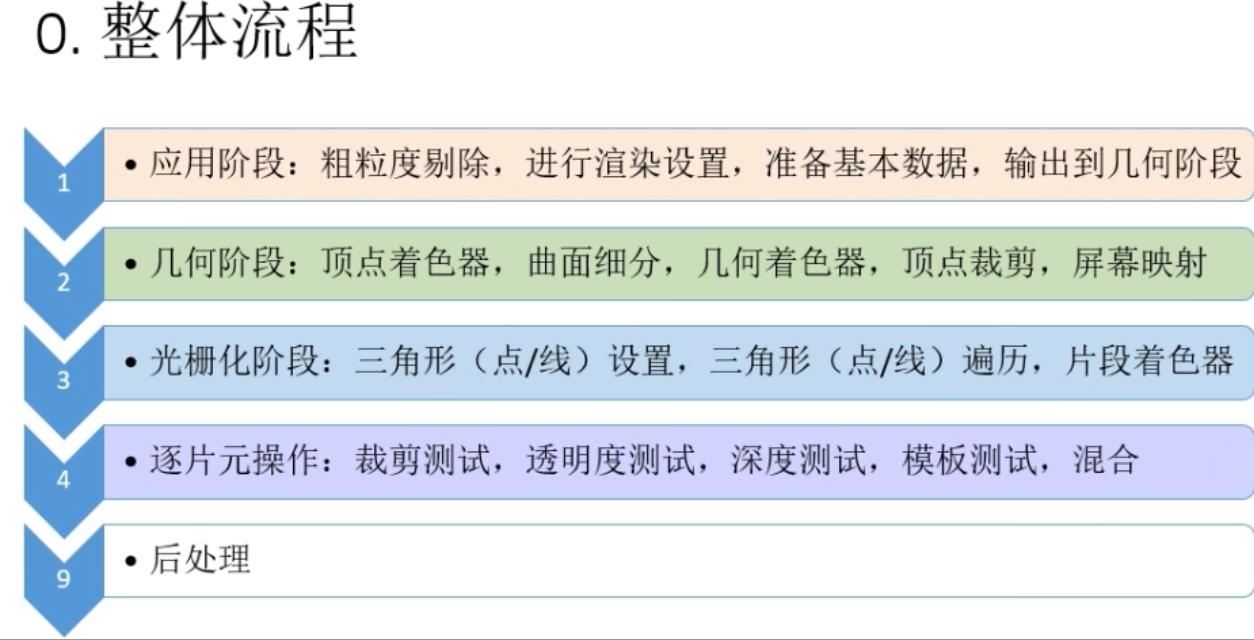 0. 整体流程
1
• 应用阶段：粗粒度剔除，进行渲染设置，准备基本数据，输出到几何阶段
2
• 几何阶段：顶点着色器，曲面细分，几何着色器，顶点裁剪，屏幕映射
3
• 光栅化阶段：三角形（点/线）设置，三角形（点/线）遍历，片段着色器
4
• 逐片元操作：裁剪测试，透明度测试，深度测试，模板测试，混合
9
• 后处理